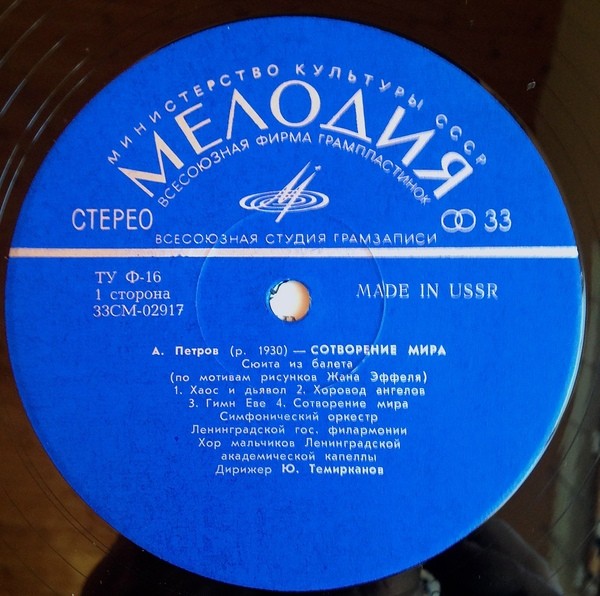 МИНИСТЕРСТВО КУЛЬТУРЫ СССР
МЕЛОДИЯ
ВСЕСОЮЗНАЯ ФИРМА ГРАМПЛАСТИНОК
СТЕРЕО
33
ВСЕСОЮЗНАЯ СТУДИЯ ГРАМЗАПИСИ
ТУ Ф-16
1 сторона
33СМ-02917
MADE IN USSR
А. Петров (р. 1930) — СОТВОРЕНИЕ МИРА
Сюита из балета
(по мотивам рисунков Жана Эффеля)
1. Хаос и дьявол 2. Хоровод ангелов
3. Гимн Еве 4. Сотворение мира
Симфонический оркестр
Ленинградской гос. филармонии
Хор мальчиков Ленинградской
академической капеллы
Дирижер Ю. Темирканов